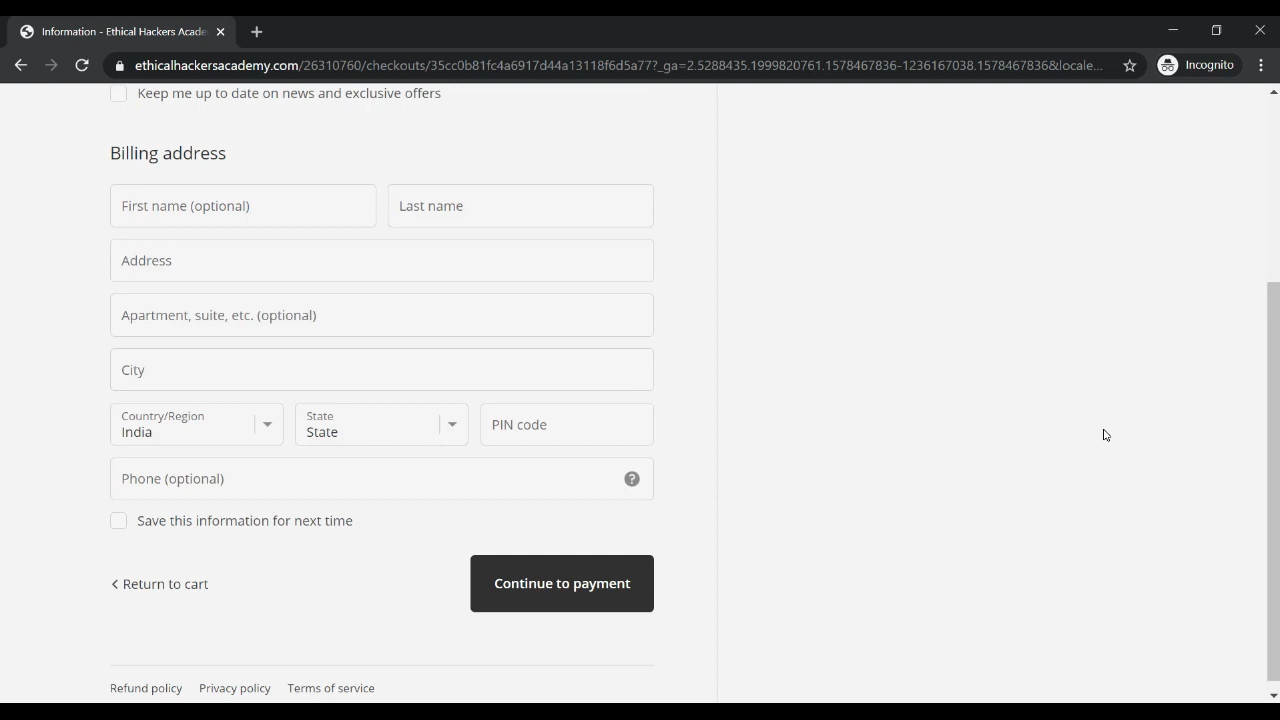 Information - Ethical Hackers Acade
ethicalhackersacademy.com/26310760/checkouts/35cc0b81fc4a6917d44a13118f6d5a77?_ga=2.5288435.1999820761.1578467836-1236167038.1578467836&locale...
Incognito
Keep me up to date on news and exclusive offers
Billing address
First name (optional)
Last name
Address
Apartment, suite, etc. (optional)
City
Country/Region
India
State
State
PIN code
Phone (optional)
?
Save this information for next time
< Return to cart
Continue to payment
Refund policy
Privacy policy
Terms of service